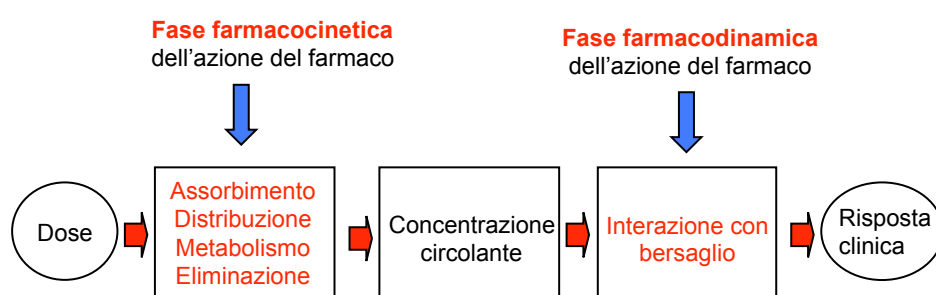 Fase farmacocinetica
dell'azione del farmaco
Fase farmacodinamica
dell'azione del farmaco
Dose
Assorbimento
Distribuzione
Metabolismo
Eliminazione
Concentrazione
circolante
Interazione con
bersaglio
Risposta
clinica